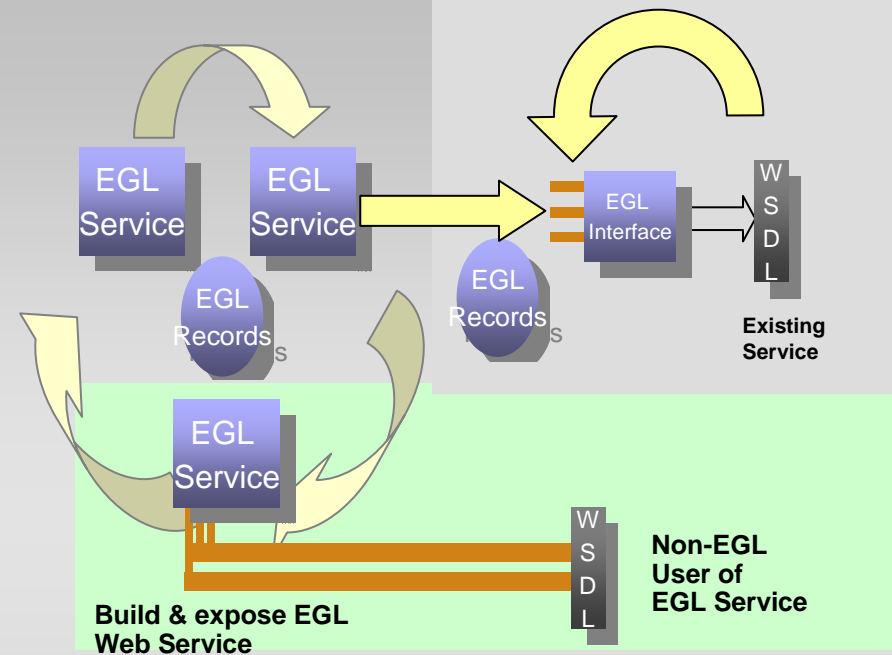 EGL
Service
EGL
Service
EGL
Records
EGL
Interface
W
S
D
L
EGL
Records
Existing
Service
EGL
Service
W
S
D
L
Non-EGL
User of
EGL Service
Build & expose EGL
Web Service